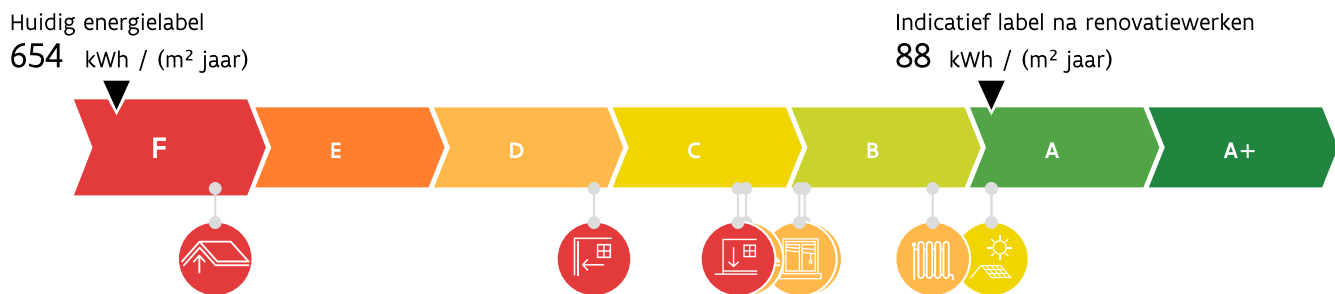 Huidig energielabel
654 kWh / (m² jaar)
Indicatief label na renovatiewerken
88 kWh / (m² jaar)
F E D C B A A+